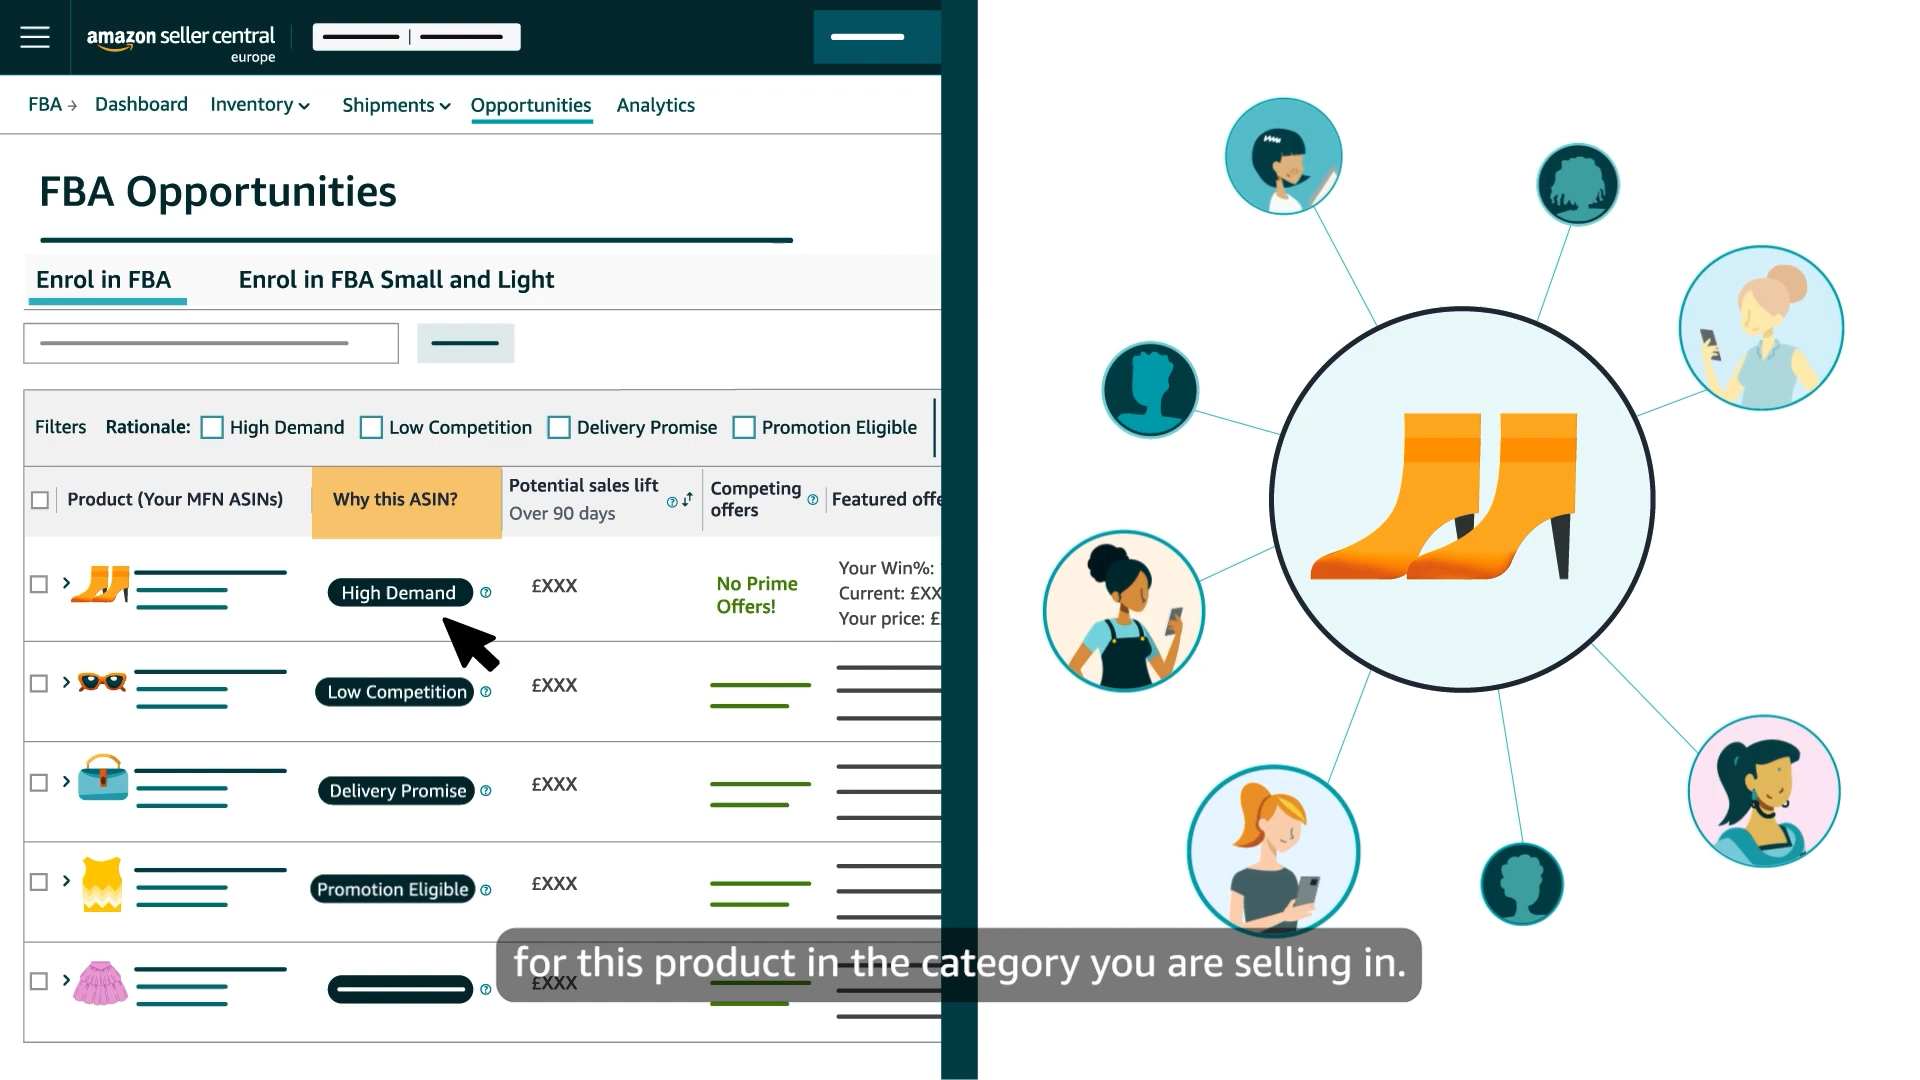 amazon seller central
europe
FBA → Dashboard Inventory Shipments Opportunities Analytics
FBA Opportunities
Enrol in FBA Enrol in FBA Small and Light
Filters Rationale: High Demand Low Competition Delivery Promise Promotion Eligible
Product (Your MFN ASINs)
Why this ASIN?
Potential sales lift
Over 90 days
Competing
offers
Featured offe
High Demand
£XXX
No Prime
Offers!
Your Win%:
Current: £XX
Your price: £
Low Competition
£XXX
Delivery Promise
£XXX
Promotion Eligible
£XXX
£XXX
for this product in the category you are selling in.